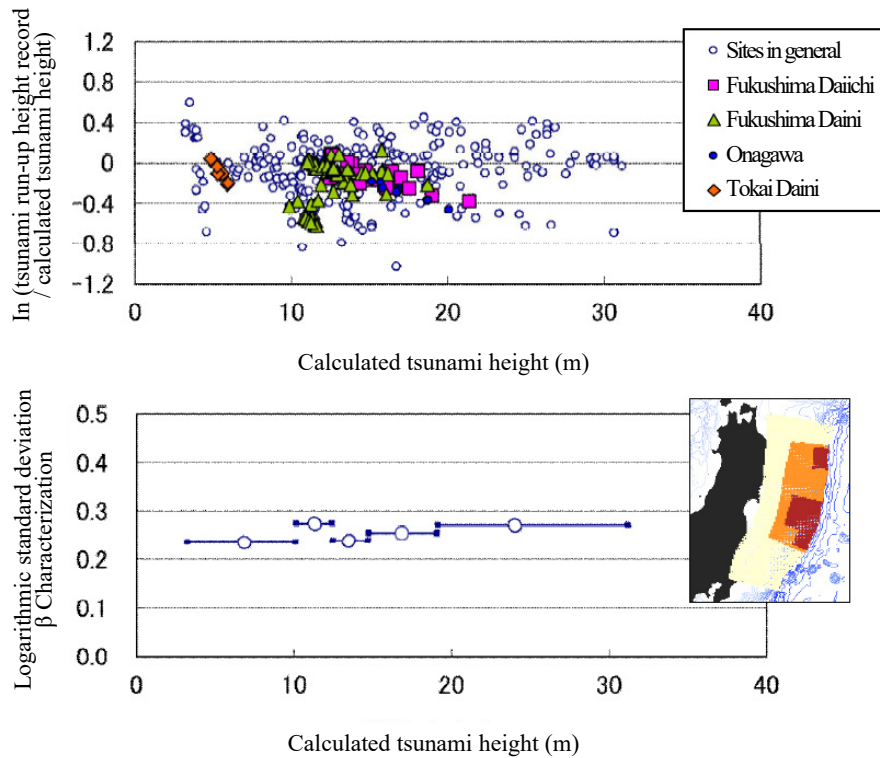 ln (tsunami run-up height record
/ calculated tsunami height)
1.2
0.8
0.4
0
-0.4
-0.8
-1.2
0
10
20
30
40
Sites in general
Fukushima Daiichi
Fukushima Daini
Onagawa
Tokai Daini
Calculated tsunami height (m)
Logarithmic standard deviation
β Characterization
0.5
0.4
0.3
0.2
0.1
0.0
0
10
20
30
40
Calculated tsunami height (m)